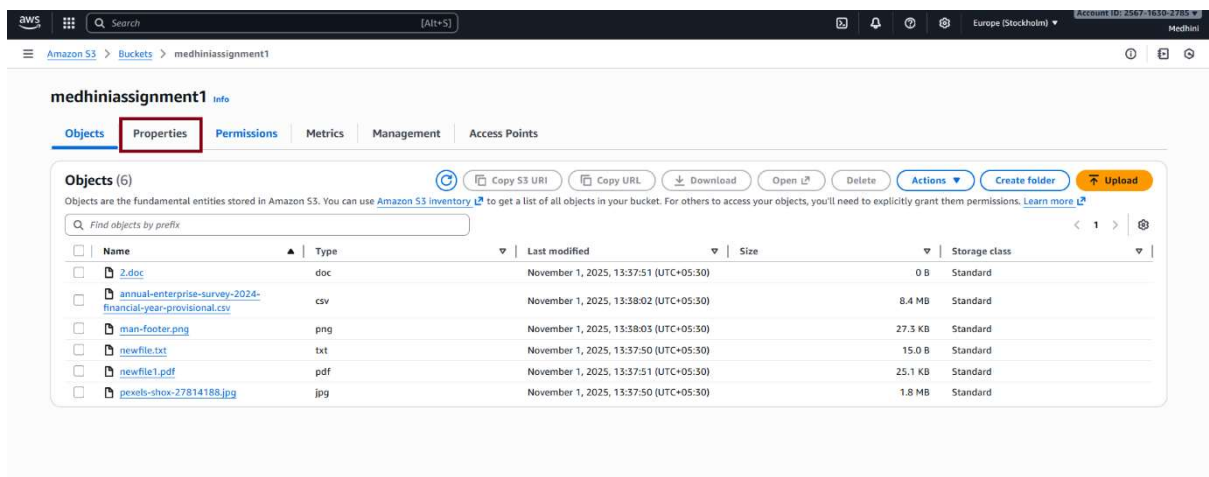 aws Search [Alt+S] Europe (Stockholm) ▼ Account ID: 2567-1630-2785 ▼
Medhini
Amazon S3 > Buckets > medhiniassignment1
medhiniassignment1 Info
Objects Properties Permissions Metrics Management Access Points
Objects (6) Copy S3 URI Copy URL Download Open Delete Actions ▼ Create folder Upload
Objects are the fundamental entities stored in Amazon S3. You can use Amazon S3 inventory to get a list of all objects in your bucket. For others to access your objects, you'll need to explicitly grant them permissions. Learn more
Find objects by prefix < 1 >
Name Type Last modified Size Storage class
2.doc doc November 1, 2025, 13:37:51 (UTC+05:30) 0 B Standard
annual-enterprise-survey-2024-
financial-year-provisional.csv csv November 1, 2025, 13:38:02 (UTC+05:30) 8.4 MB Standard
man-footer.png png November 1, 2025, 13:38:03 (UTC+05:30) 27.3 KB Standard
newfile.txt txt November 1, 2025, 13:37:50 (UTC+05:30) 15.0 B Standard
newfile1.pdf pdf November 1, 2025, 13:37:51 (UTC+05:30) 25.1 KB Standard
pexels-shox-27814188.jpg jpg November 1, 2025, 13:37:50 (UTC+05:30) 1.8 MB Standard